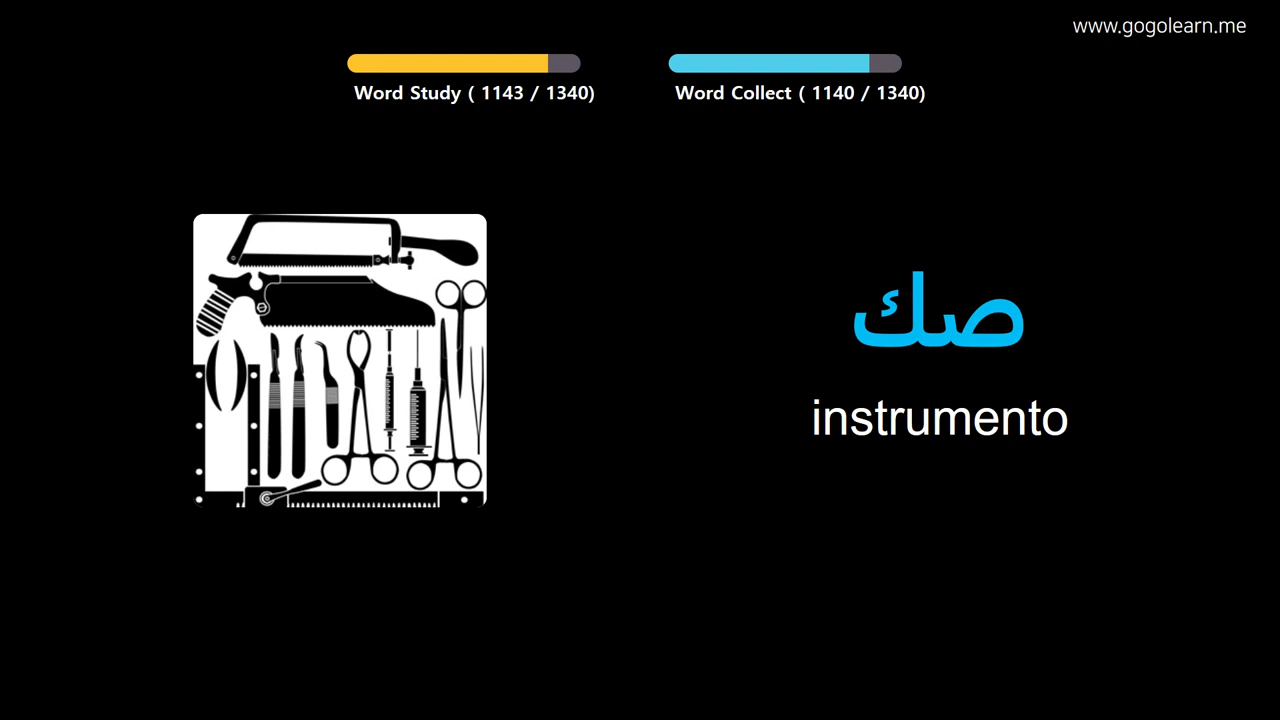 www.gogolearn.me
Word Study ( 1143 / 1340)
Word Collect ( 1140 / 1340)
صك
instrumento